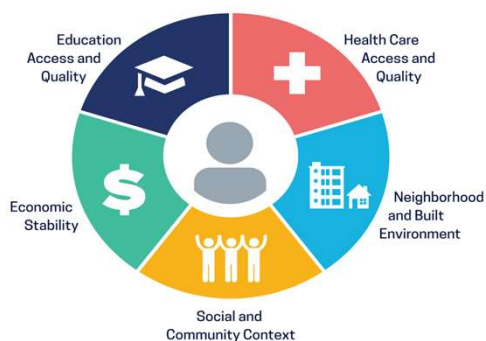 Education
Access and
Quality
Health Care
Access and
Quality
Economic
Stability
$
Neighborhood
and Built
Environment
Social and
Community Context